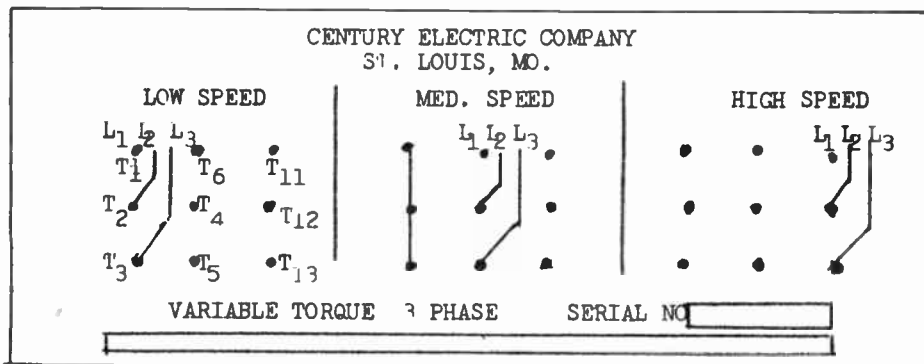 CENTURY ELECTRIC COMPANY
ST. LOUIS, MO.
LOW SPEED MED. SPEED HIGH SPEED
L1 L2 L3 L1 L2 L3 L1 L2 L3
T1 T6 T11
T2 T4 T12
T3 T5 T13
VARIABLE TORQUE 3 PHASE SERIAL NO